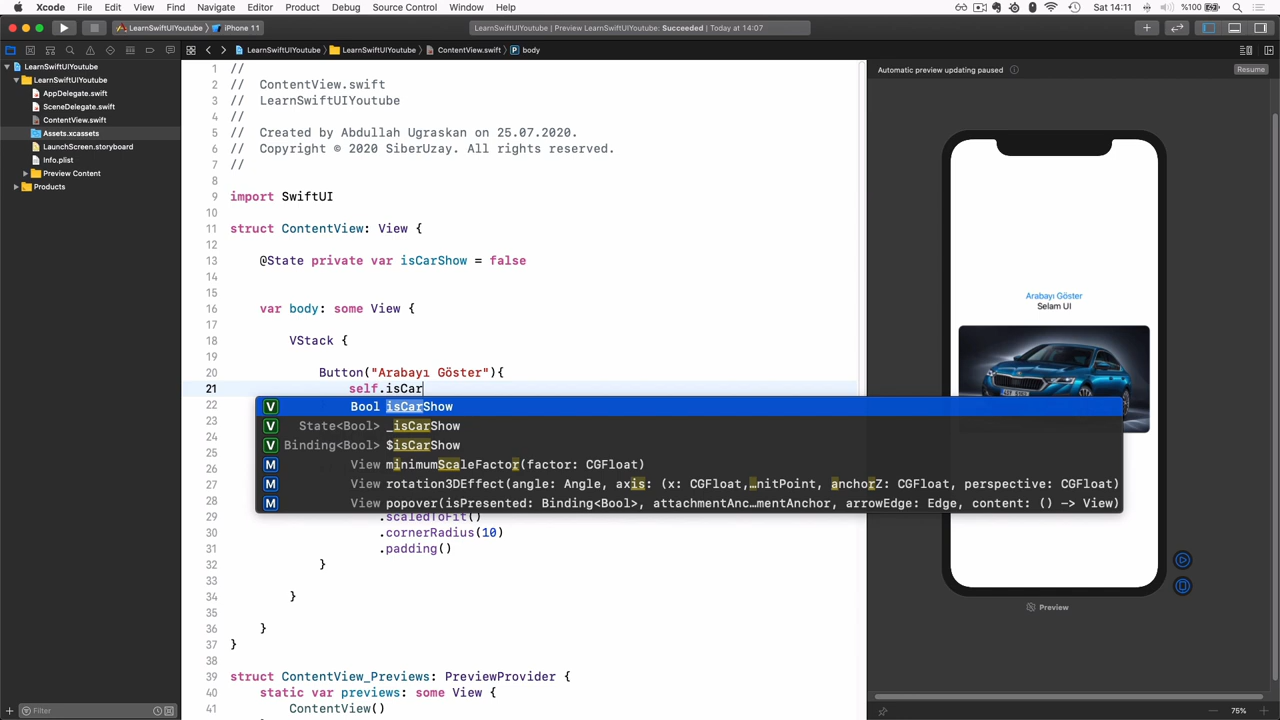 Xcode File Edit View Find Navigate Editor Product Debug Source Control Window Help Sat 14:11 %100
LearnSwiftUIYoutube iPhone 11 LearnSwiftUIYoutube | Preview LearnSwiftUIYoutube: Succeeded | Today at 14:07
LearnSwiftUIYoutube LearnSwiftUIYoutube ContentView.swift P body
LearnSwiftUIYoutube
LearnSwiftUIYoutube
AppDelegate.swift
SceneDelegate.swift
ContentView.swift
Assets.xcassets
LaunchScreen.storyboard
Info.plist
Preview Content
Products
Filter
1 //
2 // ContentView.swift
3 // LearnSwiftUIYoutube
4 //
5 // Created by Abdullah Ugraskan on 25.07.2020.
6 // Copyright © 2020 SiberUzay. All rights reserved.
7 //
8
9 import SwiftUI
10
11 struct ContentView: View {
12
13 @State private var isCarShow = false
14
15
16 var body: some View {
17
18 VStack {
19
20 Button("Arabayı Göster"){
21 self.isCar
22 V Bool isCarShow
23 V State<Bool> _isCarShow
24 V Binding<Bool> $isCarShow
25
26 M View minimumScaleFactor(factor: CGFloat)
27 M View rotation3DEffect(angle: Angle, axis: (x: CGFloat,…nitPoint, anchorZ: CGFloat, perspective: CGFloat)
28 M View popover(isPresented: Binding<Bool>, attachmentAnc…mentAnchor, arrowEdge: Edge, content: () -> View)
29 .scaledToFit()
30 .cornerRadius(10)
31 .padding()
32 }
33
34 }
35
36 }
37 }
38
39 struct ContentView_Previews: PreviewProvider {
40 static var previews: some View {
41 ContentView()
Automatic preview updating paused Resume
Arabayı Göster
Selam UI
Preview
75%